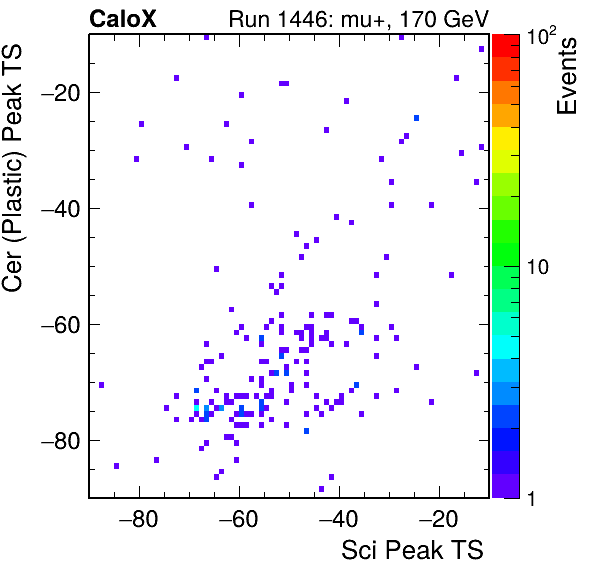 CaloX Run 1446: mu+, 170 GeV
Cer (Plastic) Peak TS
−20
−40
−60
−80
−80 −60 −40 −20
Sci Peak TS
10²
10
1
Events